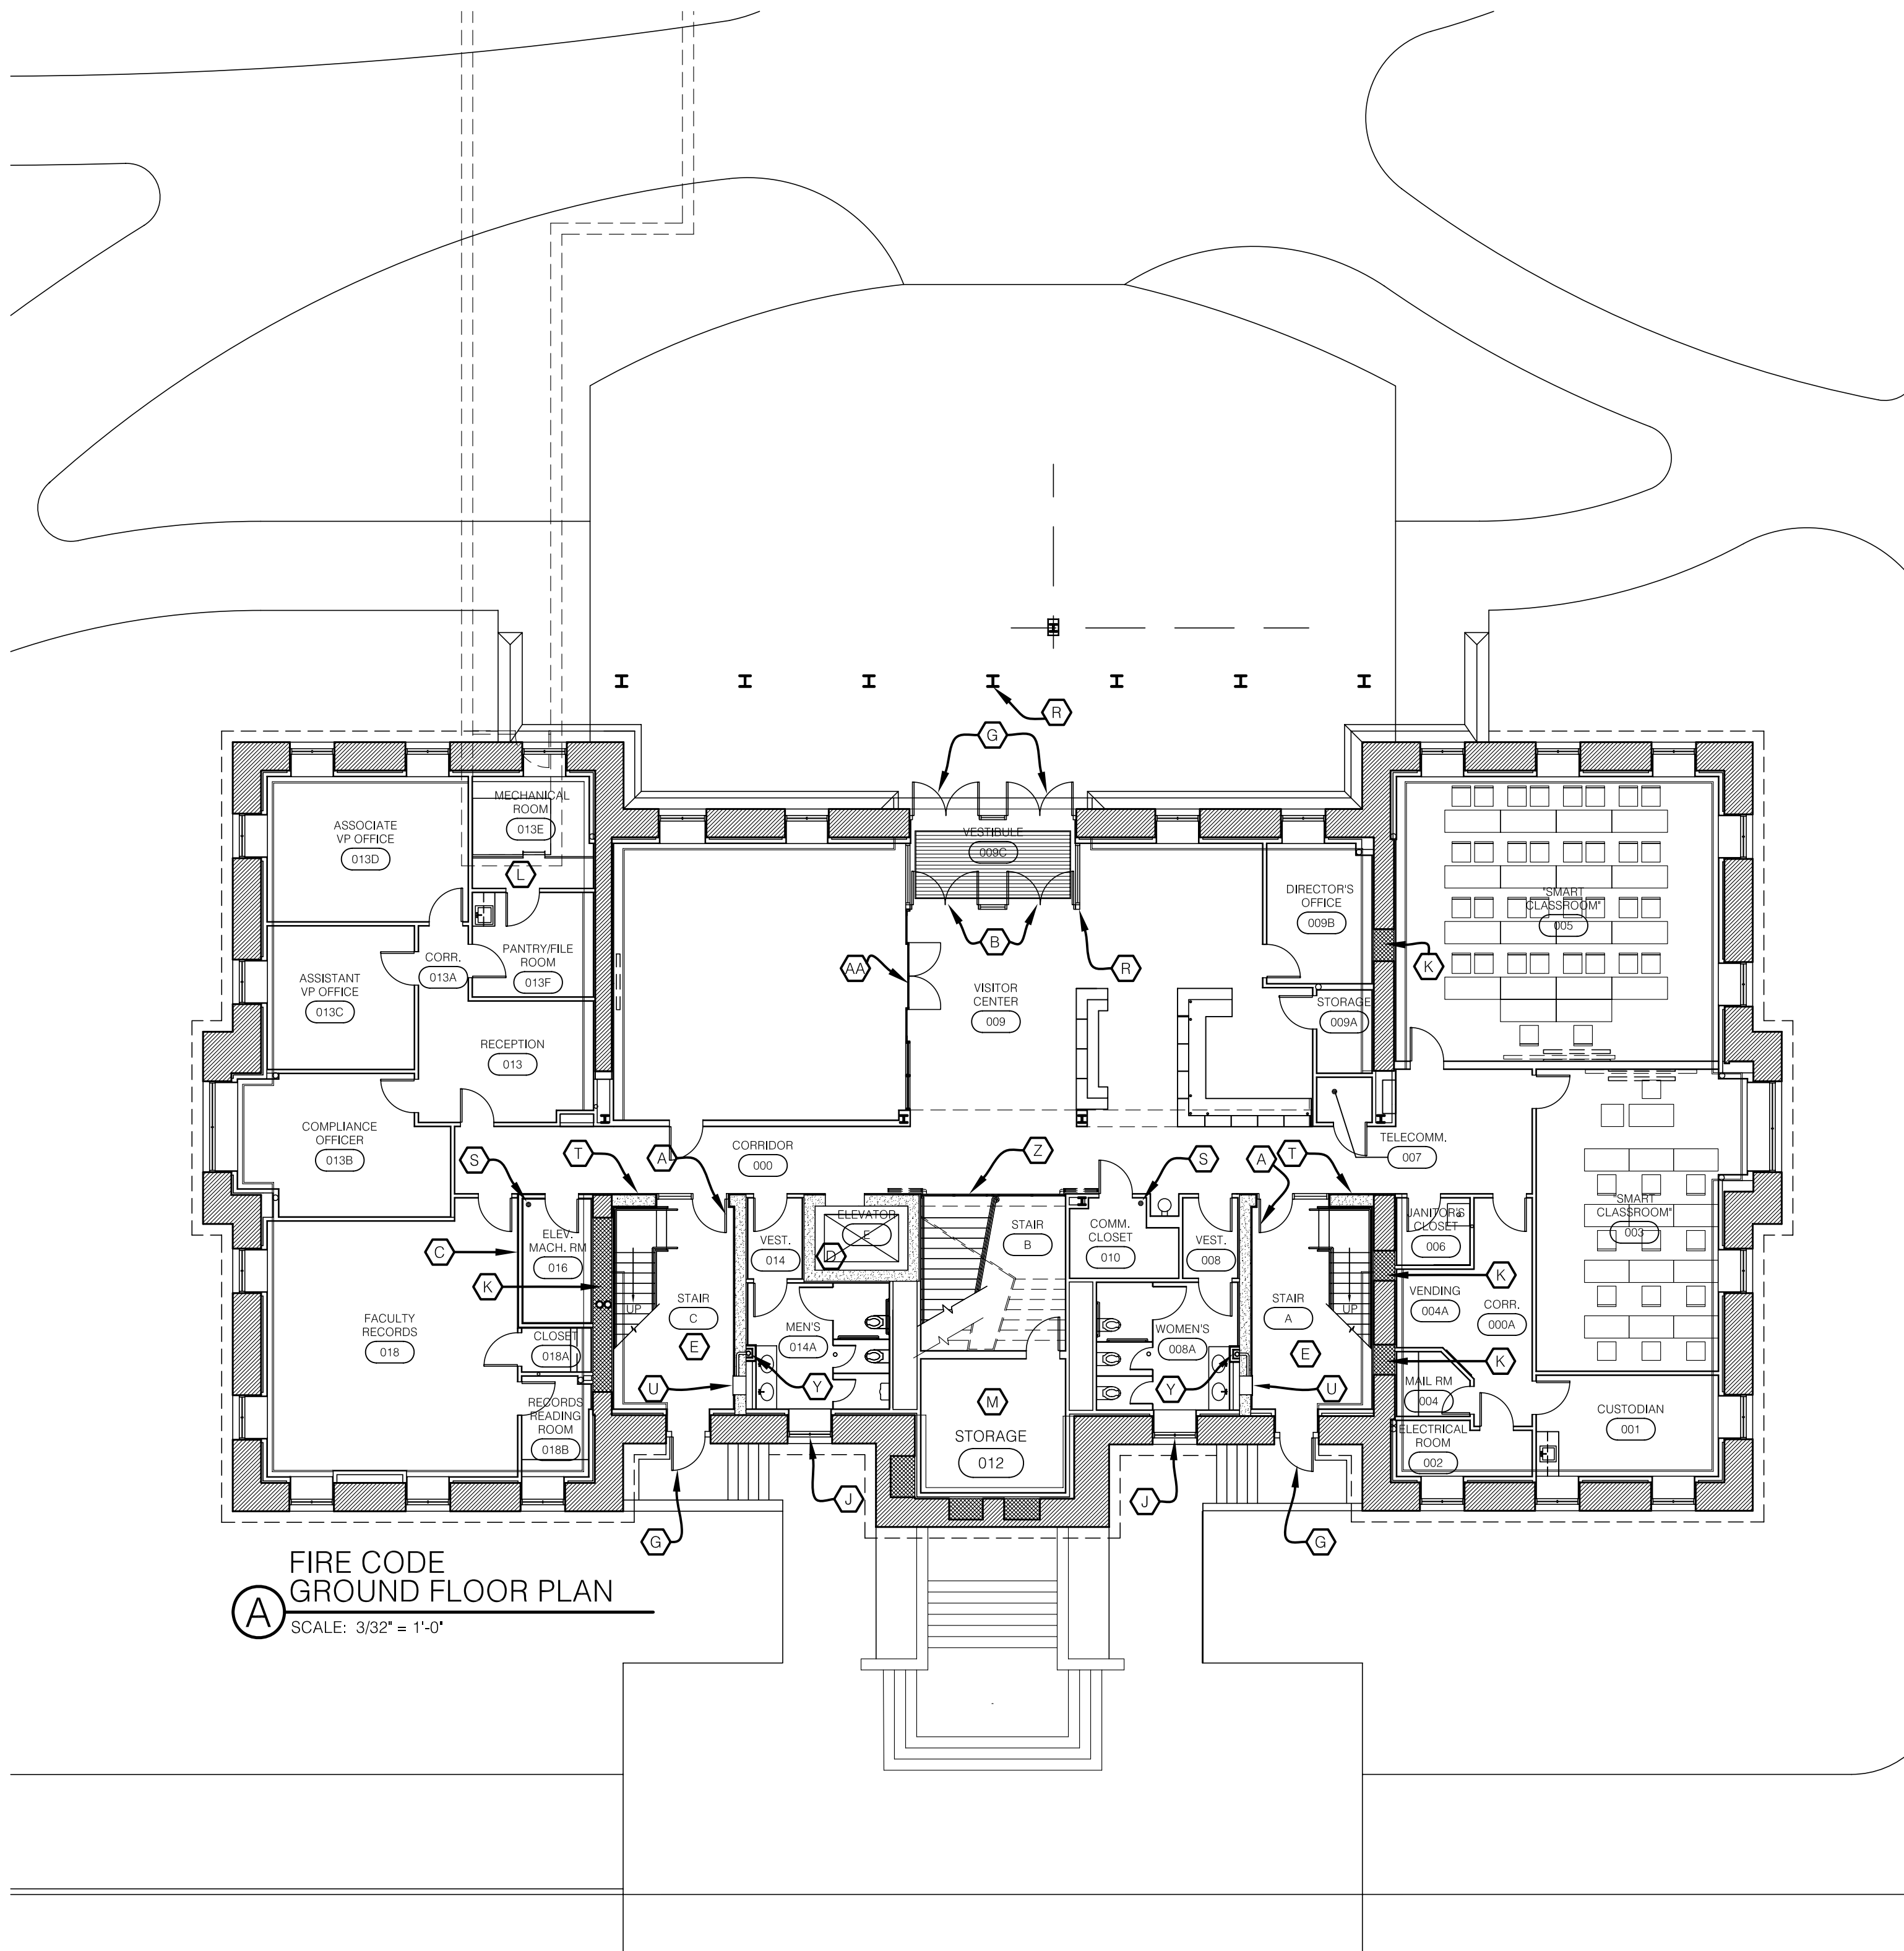 R
G
MECHANICAL
ROOM
013E
ASSOCIATE
VP OFFICE
013D
L
VESTIBULE
009C
DIRECTOR'S
OFFICE
009B
"SMART
CLASSROOM"
005
B
AA
R
K
PANTRY/FILE
ROOM
013F
CORR.
013A
ASSISTANT
VP OFFICE
013C
VISITOR
CENTER
009
STORAGE
009A
RECEPTION
013
COMPLIANCE
OFFICER
013B
S
T
A
CORRIDOR
000
Z
S
A
T
TELECOMM.
007
C
ELEV.
MACH. RM
016
K
VEST.
014
ELEVATOR
E
D
STAIR
B
COMM.
CLOSET
010
VEST.
008
JANITOR'S
CLOSET
006
"SMART
CLASSROOM"
003
K
UP
STAIR
C
E
MEN'S
014A
WOMEN'S
008A
STAIR
A
E
UP
VENDING
004A
CORR.
000A
FACULTY
RECORDS
018
CLOSET
018A
U
Y
Y
U
K
MAIL RM
004
RECORDS
READING
ROOM
018B
M
STORAGE
012
CUSTODIAN
001
ELECTRICAL
ROOM
002
G
J
J
G
A
FIRE CODE
GROUND FLOOR PLAN
SCALE: 3/32" = 1'-0"